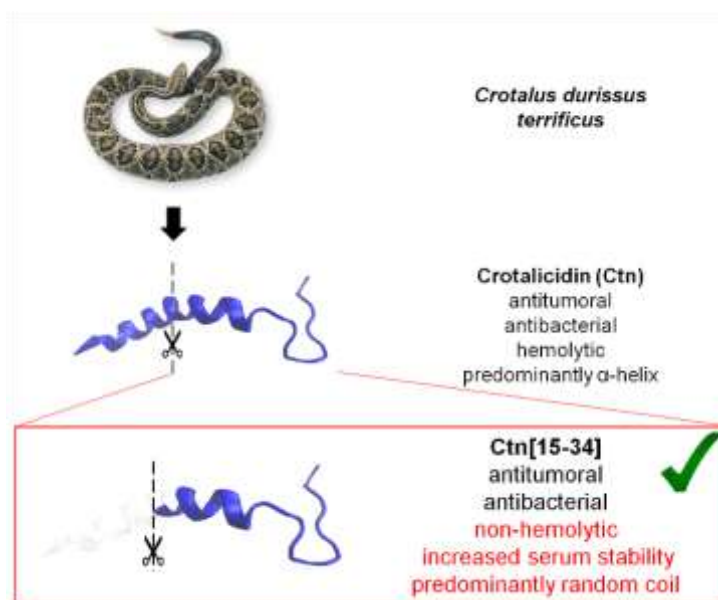 Crotalus durissus
terrificus
Crotalicidin (Ctn)
antitumoral
antibacterial
hemolytic
predominantly α-helix
Ctn[15-34]
antitumoral
antibacterial
non-hemolytic
increased serum stability
predominantly random coil